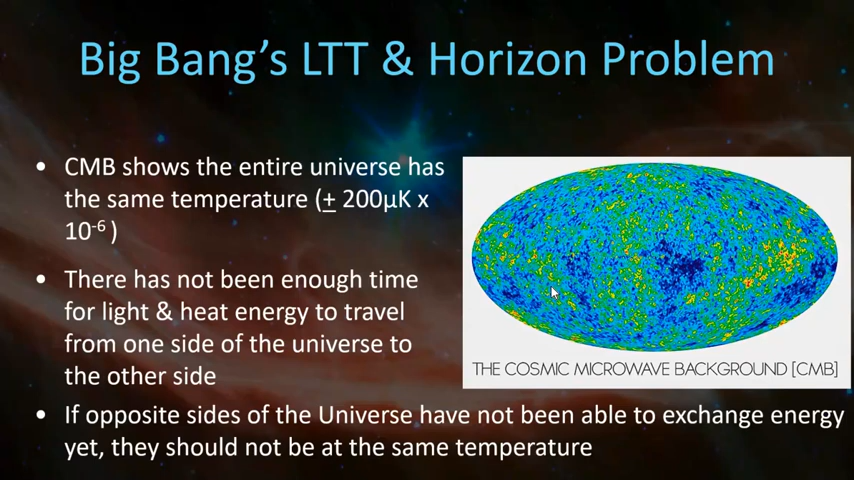 Big Bang's LTT & Horizon Problem
• CMB shows the entire universe has
the same temperature (± 200µK x
10⁻⁶ )
• There has not been enough time
for light & heat energy to travel
from one side of the universe to
the other side
THE COSMIC MICROWAVE BACKGROUND [CMB]
• If opposite sides of the Universe have not been able to exchange energy
yet, they should not be at the same temperature